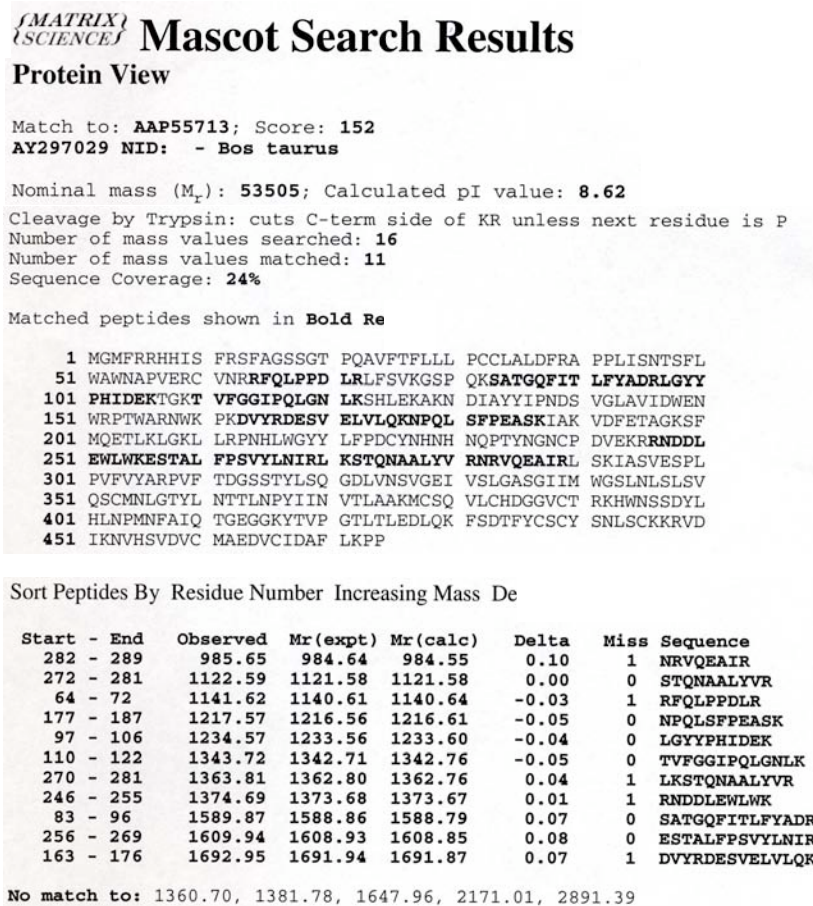 {MATRIX}
{SCIENCE} Mascot Search Results
Protein View
Match to: AAP55713; Score: 152
AY297029 NID: - Bos taurus
Nominal mass (Mr): 53505; Calculated pI value: 8.62
Cleavage by Trypsin: cuts C-term side of KR unless next residue is P
Number of mass values searched: 16
Number of mass values matched: 11
Sequence Coverage: 24%
Matched peptides shown in Bold Re
1 MGMFRRHHIS FRSFAGSSGT PQAVFTFLLL PCCLALDFRA PPLISNTSFL
51 WAWNAPVERC VNRRFQLPPD LRLFSVKGSP QKSATGQFIT LFYADRLGYY
101 PHIDEKTGKT VFGGIPQLGN LKSHLEKAKN DIAYYIPNDS VGLAVIDWEN
151 WRPTWARNWK PKDVYRDESV ELVLQKNPQL SFPEASKIAK VDFETAGKSF
201 MQETLKLGKL LRPNHLWGYY LFPDCYNHNH NQPTYNGNCP DVEKRRNDDL
251 EWLWKESTAL FPSVYLNIRL KSTQNAALYV RNRVQEAIRL SKIASVESPL
301 PVFVYARPVF TDGSSTYLSQ GDLVNSVGEI VSLGASGIIM WGSLNLSLSV
351 QSCMNLGTYL NTTLNPYIIN VTLAAKMCSQ VLCHDGGVCT RKHWNSSDYL
401 HLNPMNFAIQ TGEGGKYTVP GTLTLEDLQK FSDTFYCSCY SNLSCKKRVD
451 IKNVHSVDVC MAEDVCIDAF LKPP
Sort Peptides By Residue Number Increasing Mass De
Start - End Observed Mr(expt) Mr(calc) Delta Miss Sequence
282 - 289 985.65 984.64 984.55 0.10 1 NRVQEAIR
272 - 281 1122.59 1121.58 1121.58 0.00 0 STQNAALYVR
64 - 72 1141.62 1140.61 1140.64 -0.03 1 RFQLPPDLR
177 - 187 1217.57 1216.56 1216.61 -0.05 0 NPQLSFPEASK
97 - 106 1234.57 1233.56 1233.60 -0.04 0 LGYYPHIDEK
110 - 122 1343.72 1342.71 1342.76 -0.05 0 TVFGGIPQLGNLK
270 - 281 1363.81 1362.80 1362.76 0.04 1 LKSTQNAALYVR
246 - 255 1374.69 1373.68 1373.67 0.01 1 RNDDLEWLWK
83 - 96 1589.87 1588.86 1588.79 0.07 0 SATGQFITLFYADR
256 - 269 1609.94 1608.93 1608.85 0.08 0 ESTALFPSVYLNIR
163 - 176 1692.95 1691.94 1691.87 0.07 1 DVYRDESVELVLQK
No match to: 1360.70, 1381.78, 1647.96, 2171.01, 2891.39